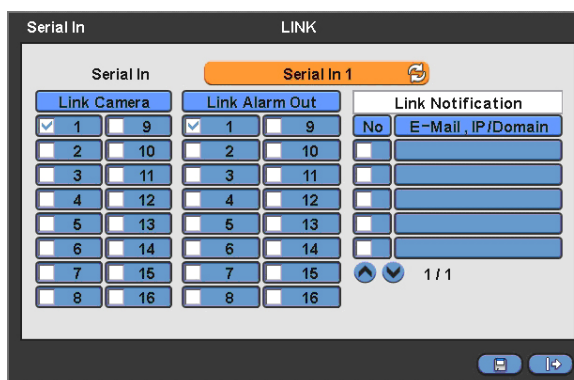 Serial In LINK
Serial In Serial In 1
Link Camera Link Alarm Out Link Notification
1 9 1 9 No E-Mail , IP/Domain
2 10 2 10
3 11 3 11
4 12 4 12
5 13 5 13
6 14 6 14
7 15 7 15 1 / 1
8 16 8 16